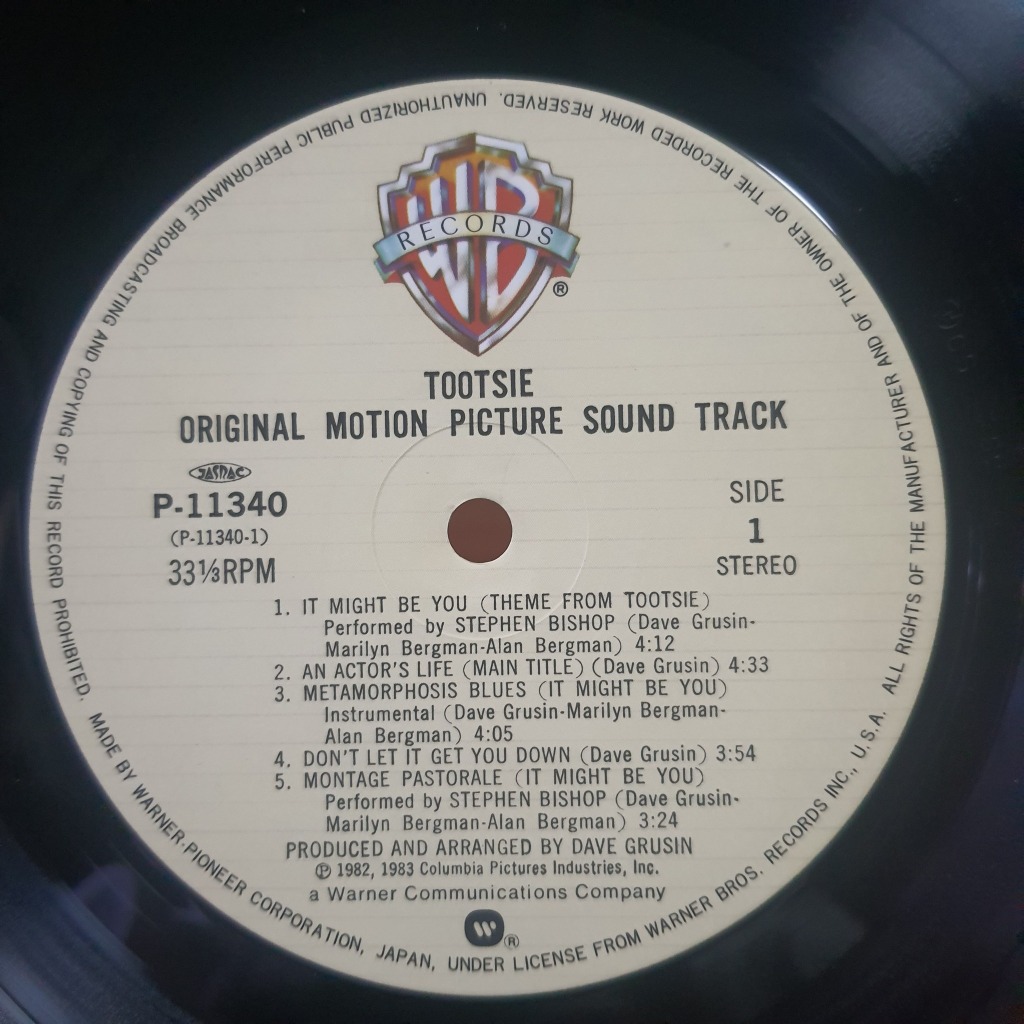 WB
RECORDS
®
TOOTSIE
ORIGINAL MOTION PICTURE SOUND TRACK
JASRAC
P-11340
(P-11340-1)
33⅓RPM
SIDE
1
STEREO
1. IT MIGHT BE YOU (THEME FROM TOOTSIE)
Performed by STEPHEN BISHOP (Dave Grusin-
Marilyn Bergman-Alan Bergman) 4:12
2. AN ACTOR'S LIFE (MAIN TITLE) (Dave Grusin) 4:33
3. METAMORPHOSIS BLUES (IT MIGHT BE YOU)
Instrumental (Dave Grusin-Marilyn Bergman-
Alan Bergman) 4:05
4. DON'T LET IT GET YOU DOWN (Dave Grusin) 3:54
5. MONTAGE PASTORALE (IT MIGHT BE YOU)
Performed by STEPHEN BISHOP (Dave Grusin-
Marilyn Bergman-Alan Bergman) 3:24
PRODUCED AND ARRANGED BY DAVE GRUSIN
℗ 1982, 1983 Columbia Pictures Industries, Inc.
a Warner Communications Company
®
MADE BY WARNER-PIONEER CORPORATION, JAPAN, UNDER LICENSE FROM WARNER BROS. RECORDS INC., U.S.A. ALL RIGHTS OF THE MANUFACTURER AND OF THE OWNER OF THE RECORDED WORK RESERVED. UNAUTHORIZED PUBLIC PERFORMANCE BROADCASTING AND COPYING OF THIS RECORD PROHIBITED.